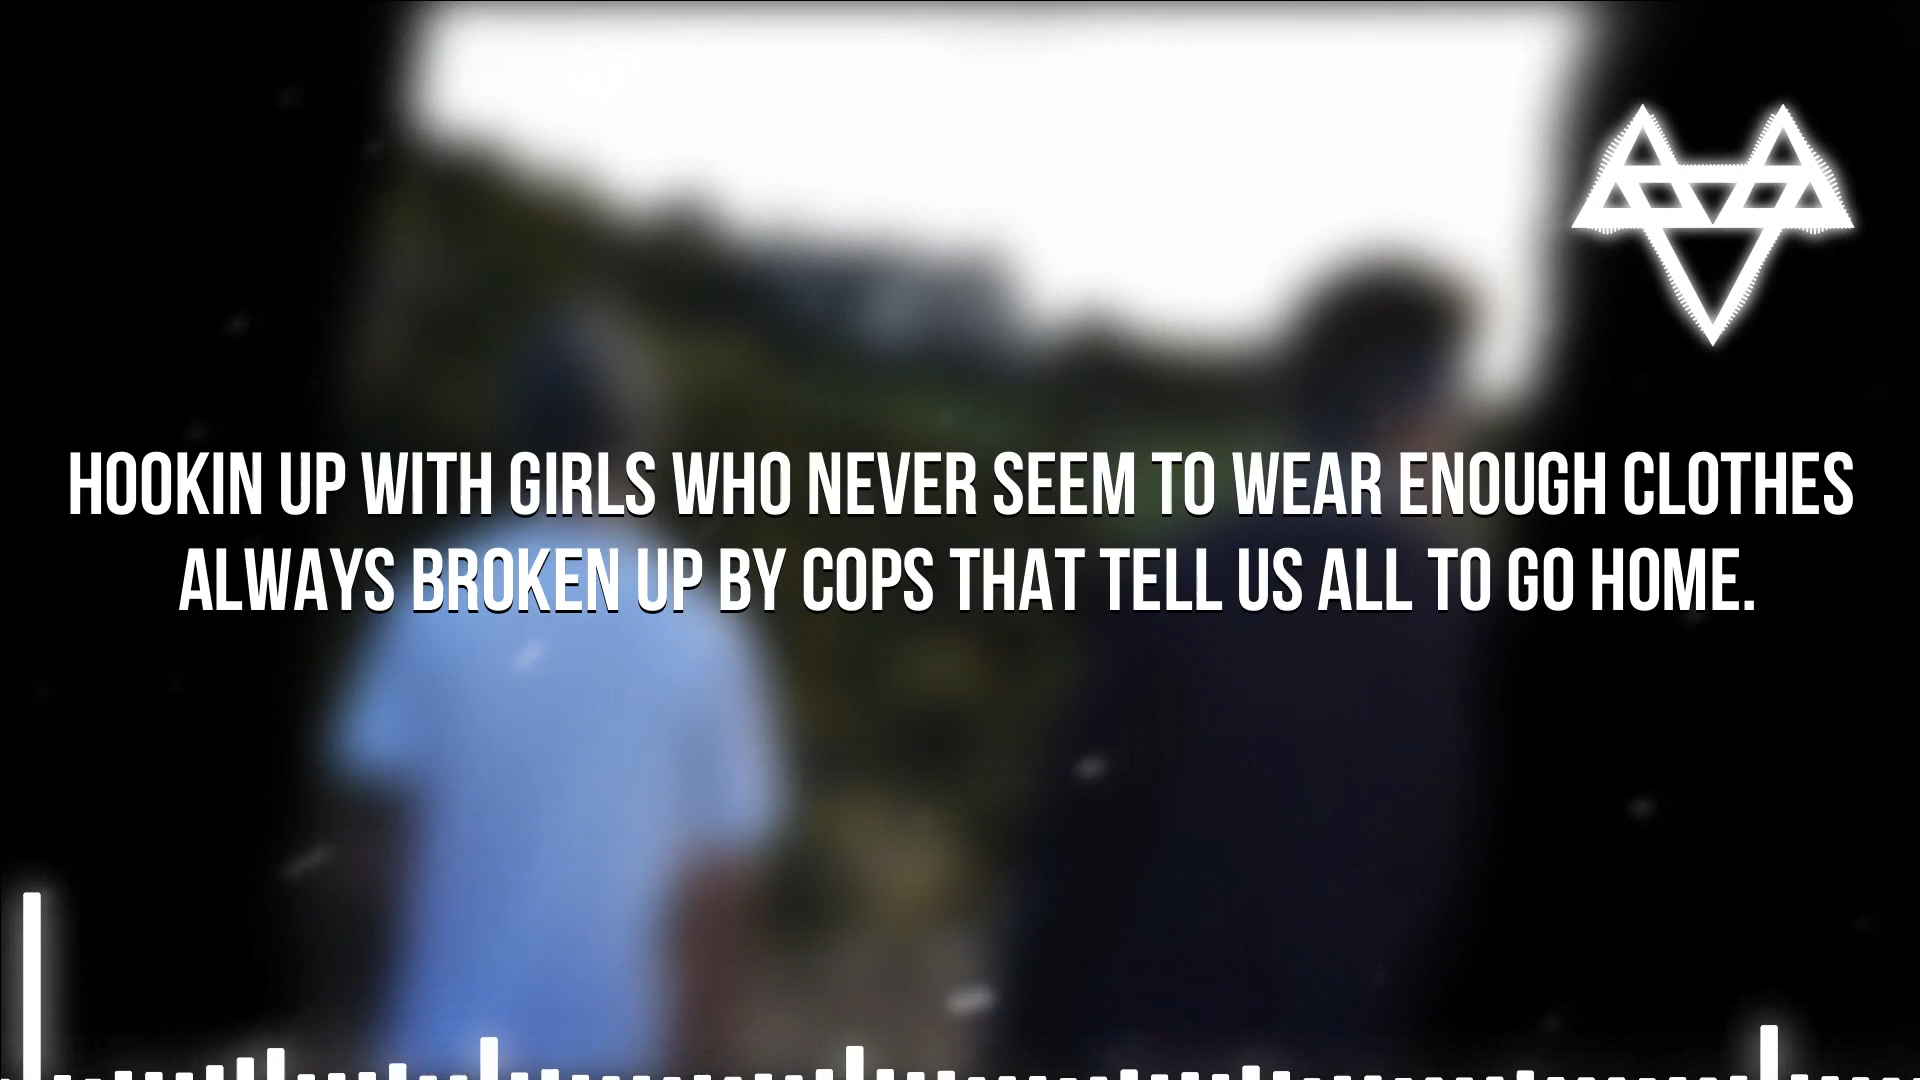 HOOKIN UP WITH GIRLS WHO NEVER SEEM TO WEAR ENOUGH CLOTHES
ALWAYS BROKEN UP BY COPS THAT TELL US ALL TO GO HOME.